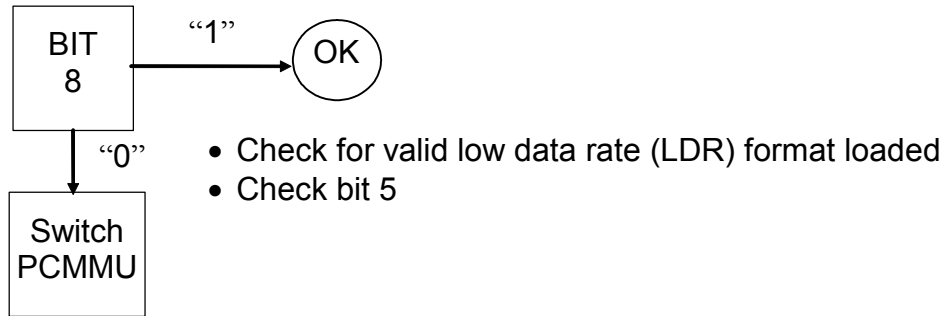 BIT
8
“1”
OK
“0”
• Check for valid low data rate (LDR) format loaded
• Check bit 5
Switch
PCMMU